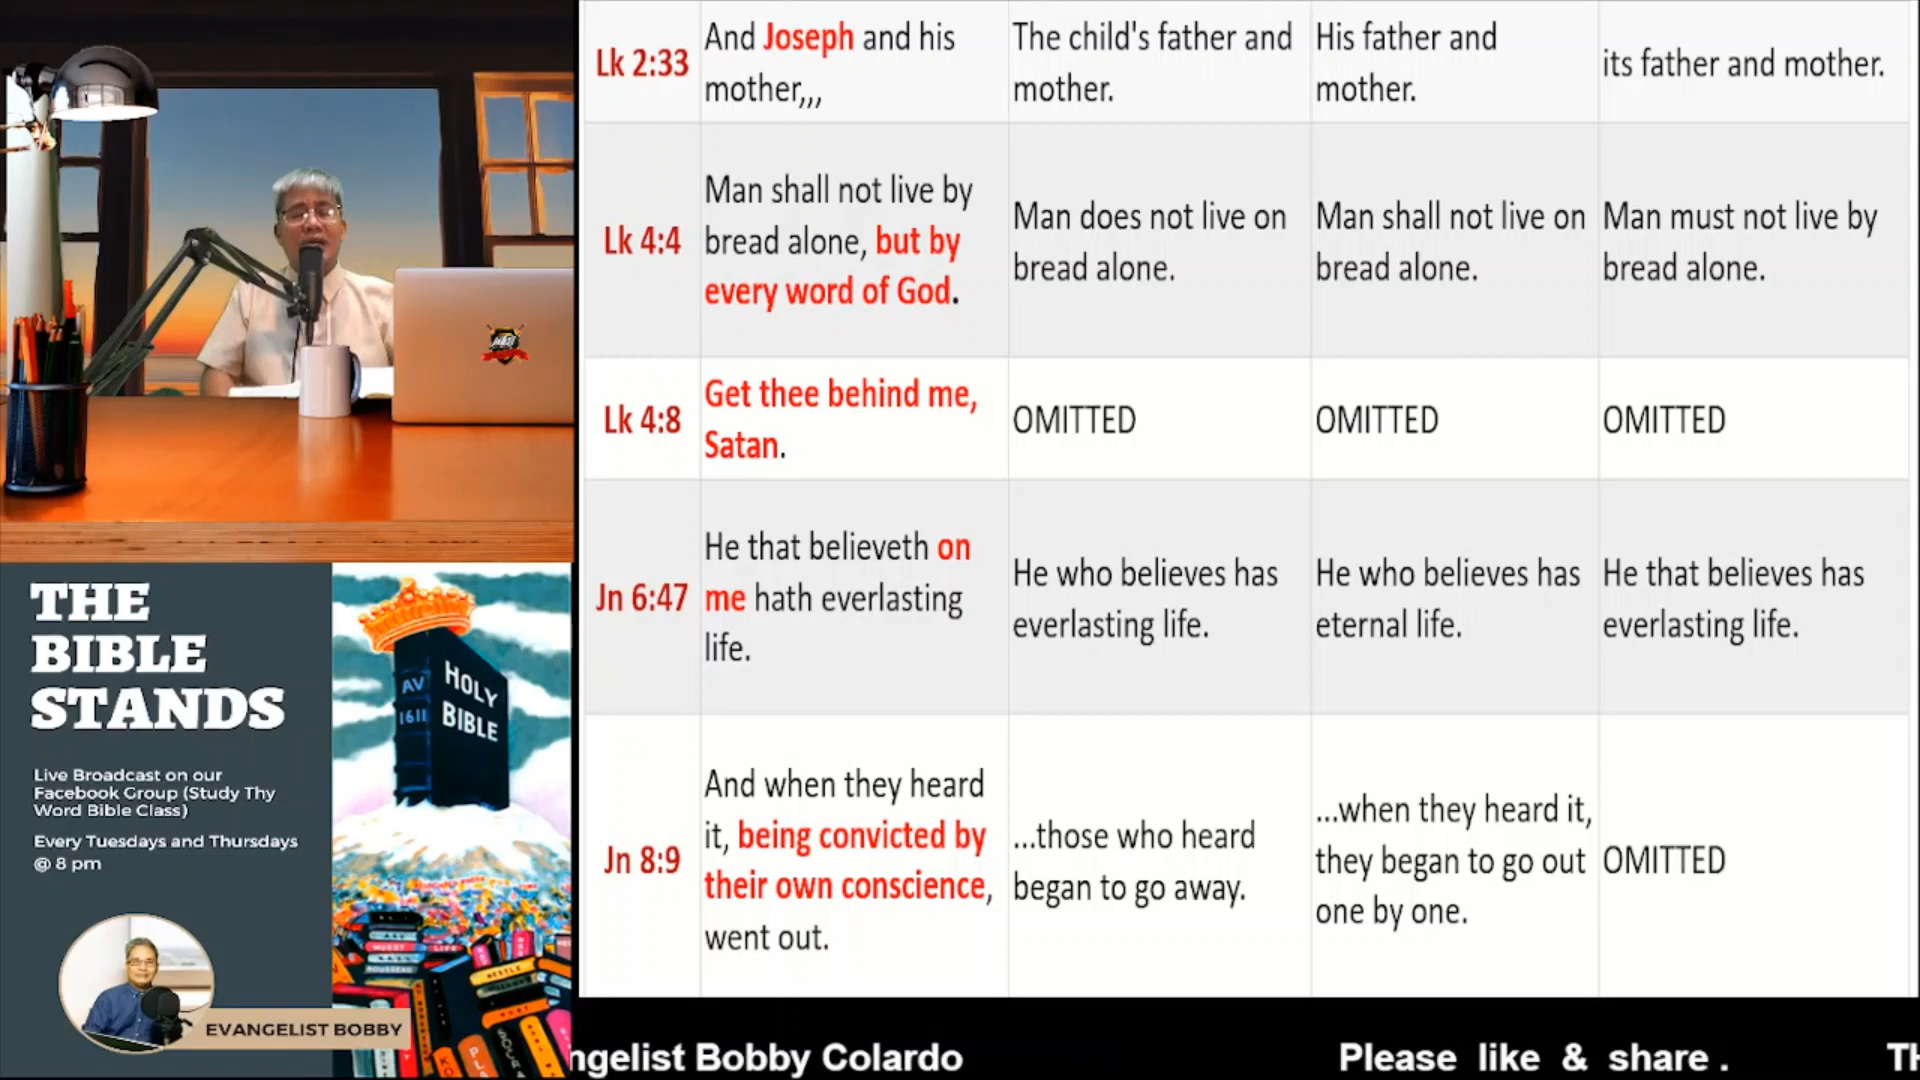 Lk 2:33
And Joseph and his
mother,,,
The child's father and
mother.
His father and
mother.
its father and mother.
Lk 4:4
Man shall not live by
bread alone, but by
every word of God.
Man does not live on
bread alone.
Man shall not live on
bread alone.
Man must not live by
bread alone.
Lk 4:8
Get thee behind me,
Satan.
OMITTED
OMITTED
OMITTED
Jn 6:47
He that believeth on
me hath everlasting
life.
He who believes has
everlasting life.
He who believes has
eternal life.
He that believes has
everlasting life.
Jn 8:9
And when they heard
it, being convicted by
their own conscience,
went out.
...those who heard
began to go away.
...when they heard it,
they began to go out
one by one.
OMITTED
THE
BIBLE
STANDS
Live Broadcast on our
Facebook Group (Study Thy
Word Bible Class)
Every Tuesdays and Thursdays
@ 8 pm
AV
1611
HOLY
BIBLE
ROUSSEAU
EVANGELIST BOBBY
ngelist Bobby Colardo
Please like & share .
TH